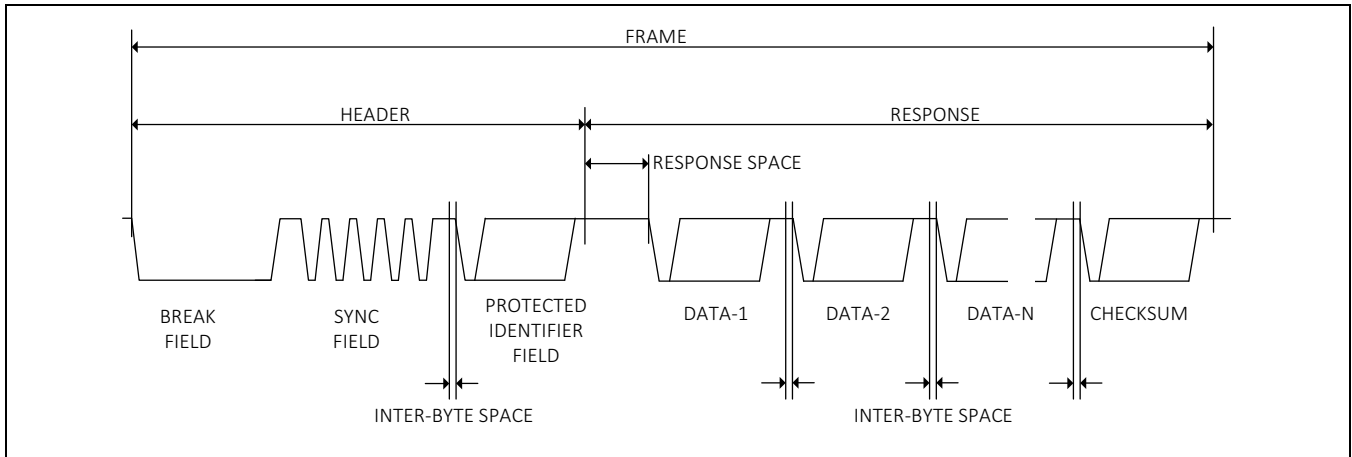 FRAME
HEADER
RESPONSE
RESPONSE SPACE
BREAK
FIELD
SYNC
FIELD
PROTECTED
IDENTIFIER
FIELD
DATA-1
DATA-2
DATA-N
CHECKSUM
INTER-BYTE SPACE
INTER-BYTE SPACE